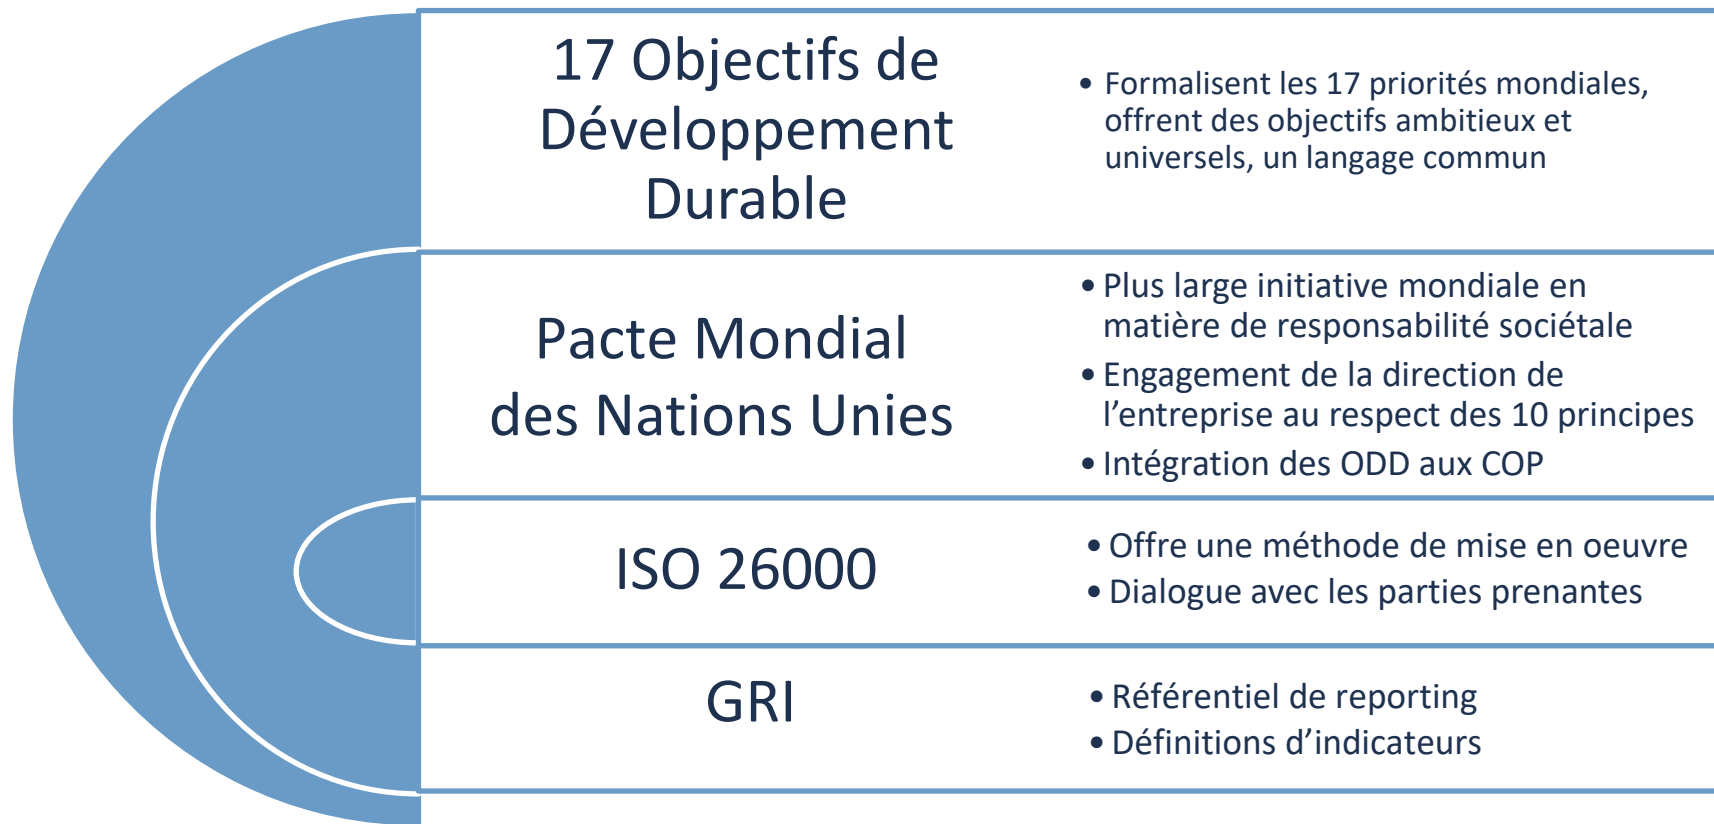 17 Objectifs de
Développement
Durable
• Formalisent les 17 priorités mondiales,
offrent des objectifs ambitieux et
universels, un langage commun
Pacte Mondial
des Nations Unies
• Plus large initiative mondiale en
matière de responsabilité sociétale
• Engagement de la direction de
l’entreprise au respect des 10 principes
• Intégration des ODD aux COP
ISO 26000
• Offre une méthode de mise en oeuvre
• Dialogue avec les parties prenantes
GRI
• Référentiel de reporting
• Définitions d’indicateurs